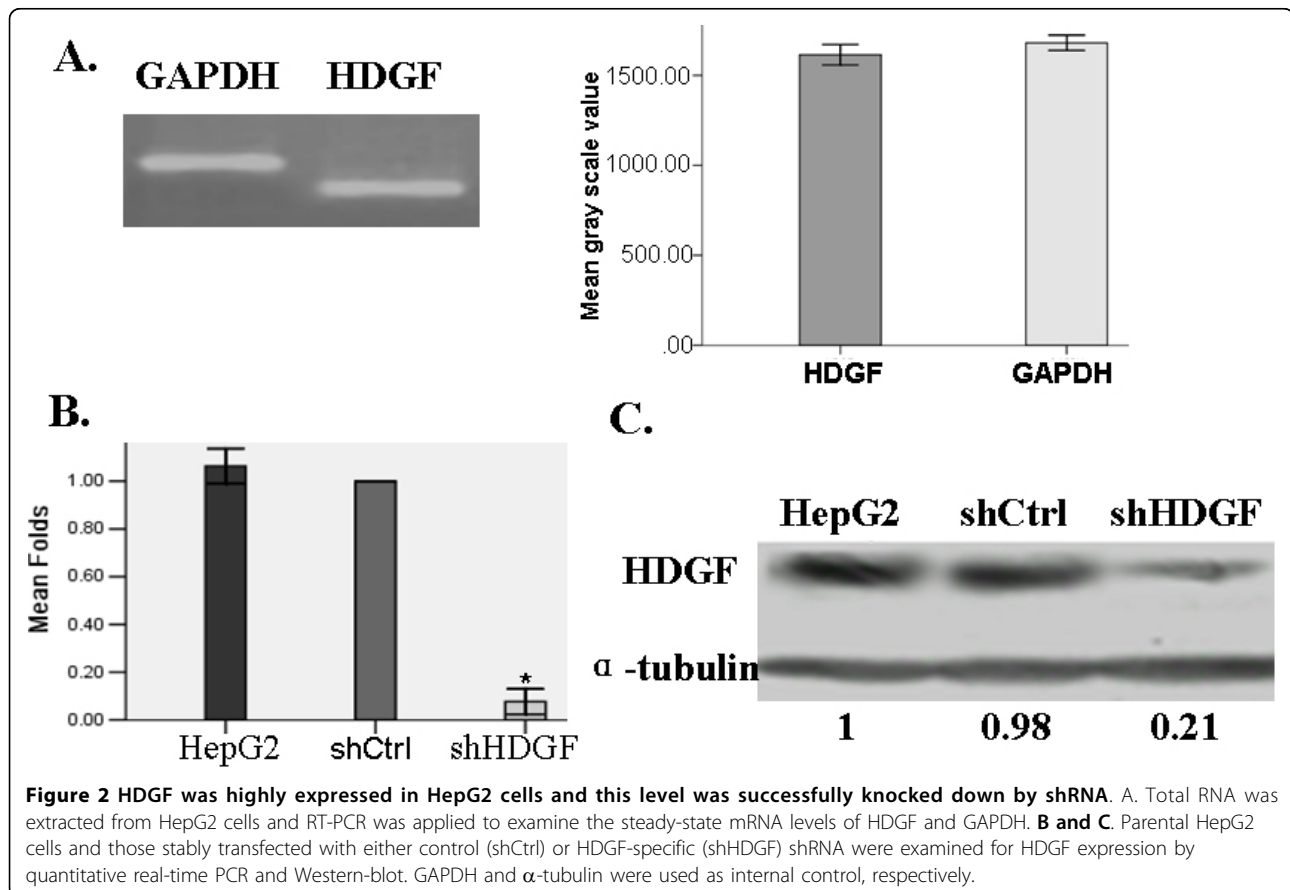 A.
GAPDH HDGF
Mean gray scale value
1500.00
1000.00
500.00
.00
HDGF GAPDH
B.
Mean Folds
1.00
0.80
0.60
0.40
0.20
0.00
*
HepG2 shCtrl shHDGF
C.
HepG2 shCtrl shHDGF
HDGF
α -tubulin
1 0.98 0.21
Figure 2 HDGF was highly expressed in HepG2 cells and this level was successfully knocked down by shRNA. A. Total RNA was
extracted from HepG2 cells and RT-PCR was applied to examine the steady-state mRNA levels of HDGF and GAPDH. B and C. Parental HepG2
cells and those stably transfected with either control (shCtrl) or HDGF-specific (shHDGF) shRNA were examined for HDGF expression by
quantitative real-time PCR and Western-blot. GAPDH and α-tubulin were used as internal control, respectively.